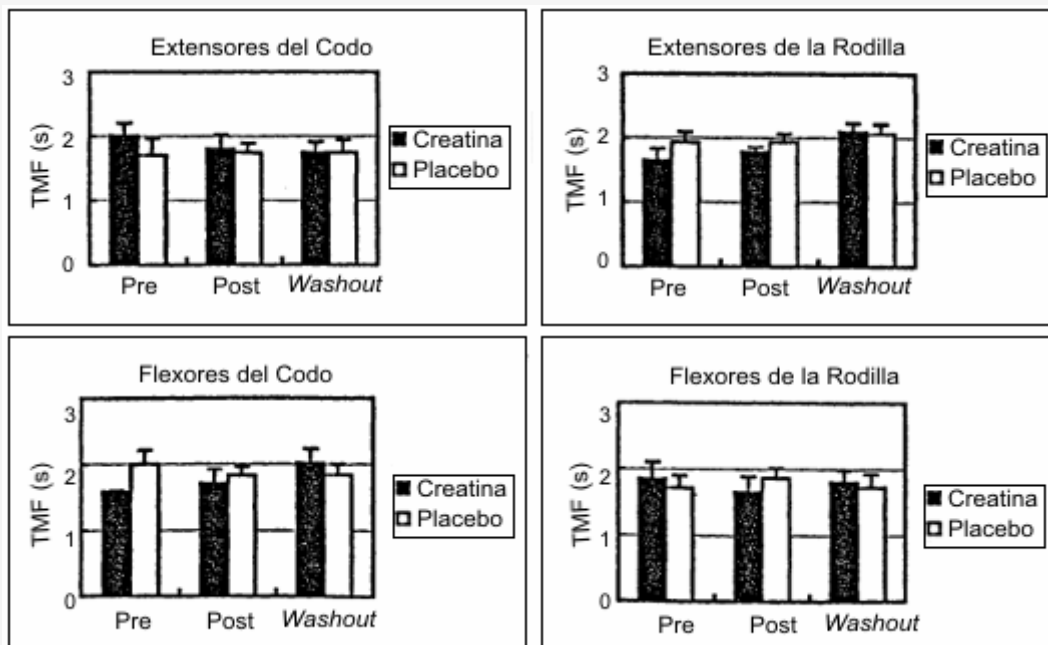 Extensores del Codo
3
2
1
0
TMF (s)
Pre Post Washout
Creatina
Placebo
Extensores de la Rodilla
3
2
1
0
TMF (s)
Pre Post Washout
Creatina
Placebo
Flexores del Codo
3
2
1
0
TMF (s)
Pre Post Washout
Creatina
Placebo
Flexores de la Rodilla
3
2
1
0
TMF (s)
Pre Post Washout
Creatina
Placebo